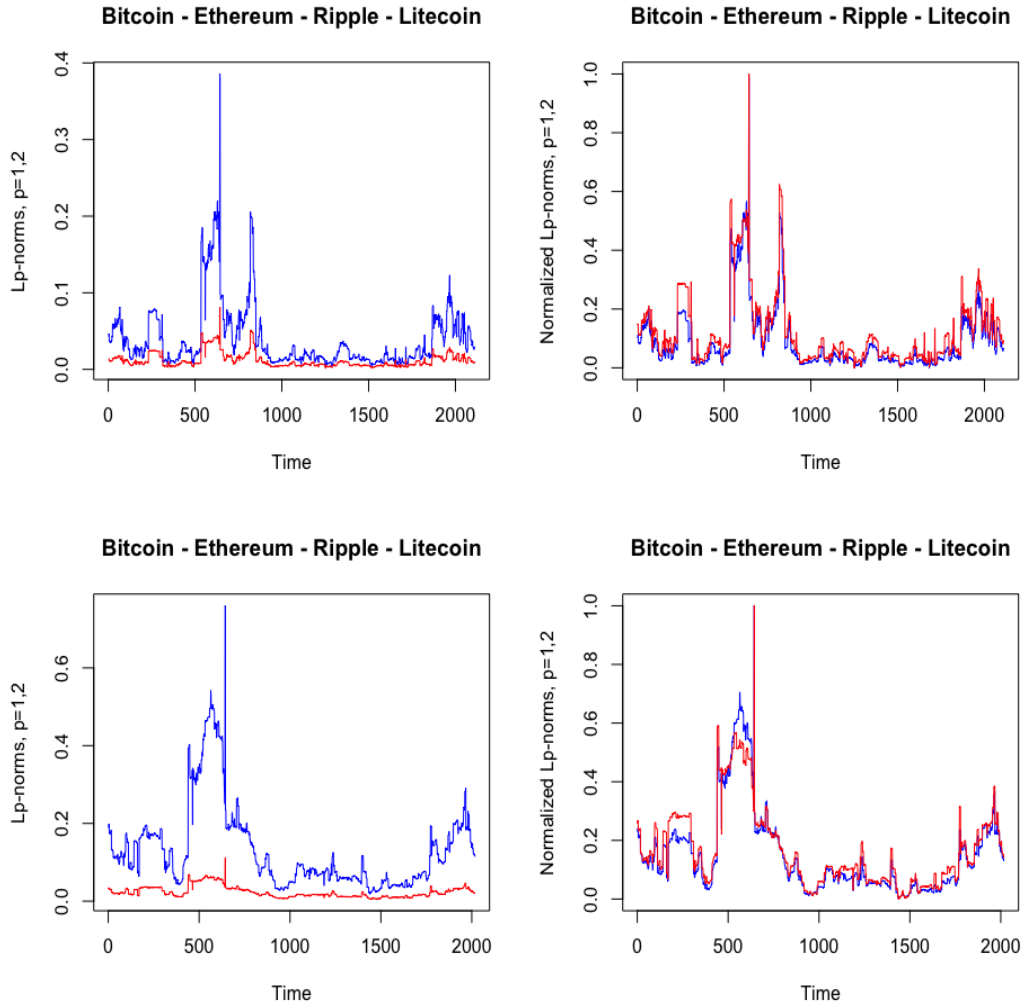 Bitcoin - Ethereum - Ripple - Litecoin
Lp-norms, p=1,2
0.0 0.1 0.2 0.3 0.4
0 500 1000 1500 2000
Time
Bitcoin - Ethereum - Ripple - Litecoin
Normalized Lp-norms, p=1,2
0.0 0.2 0.4 0.6 0.8 1.0
0 500 1000 1500 2000
Time
Bitcoin - Ethereum - Ripple - Litecoin
Lp-norms, p=1,2
0.0 0.2 0.4 0.6
0 500 1000 1500 2000
Time
Bitcoin - Ethereum - Ripple - Litecoin
Normalized Lp-norms, p=1,2
0.0 0.2 0.4 0.6 0.8 1.0
0 500 1000 1500 2000
Time